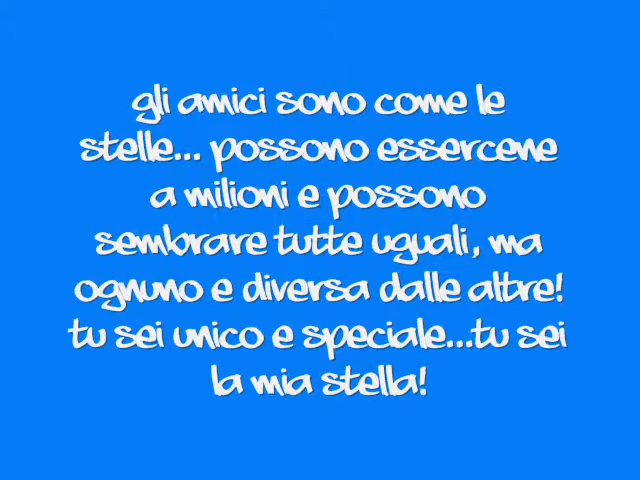 gli amici sono come le
stelle... possono essercene
a milioni e possono
sembrare tutte uguali, ma
ognuno e diversa dalle altre!
tu sei unico e speciale...tu sei
la mia stella!